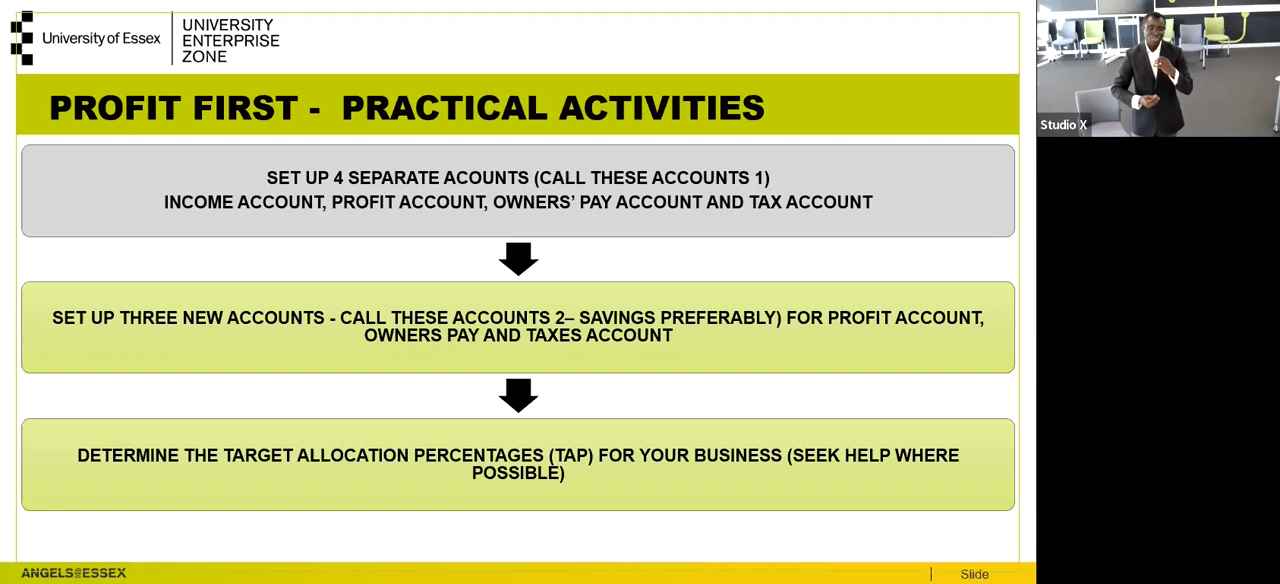 University of Essex
UNIVERSITY
ENTERPRISE
ZONE
PROFIT FIRST - PRACTICAL ACTIVITIES
SET UP 4 SEPARATE ACOUNTS (CALL THESE ACCOUNTS 1)
INCOME ACCOUNT, PROFIT ACCOUNT, OWNERS’ PAY ACCOUNT AND TAX ACCOUNT
SET UP THREE NEW ACCOUNTS - CALL THESE ACCOUNTS 2– SAVINGS PREFERABLY) FOR PROFIT ACCOUNT,
OWNERS PAY AND TAXES ACCOUNT
DETERMINE THE TARGET ALLOCATION PERCENTAGES (TAP) FOR YOUR BUSINESS (SEEK HELP WHERE
POSSIBLE)
ANGELS@ESSEX
Slide
Studio X